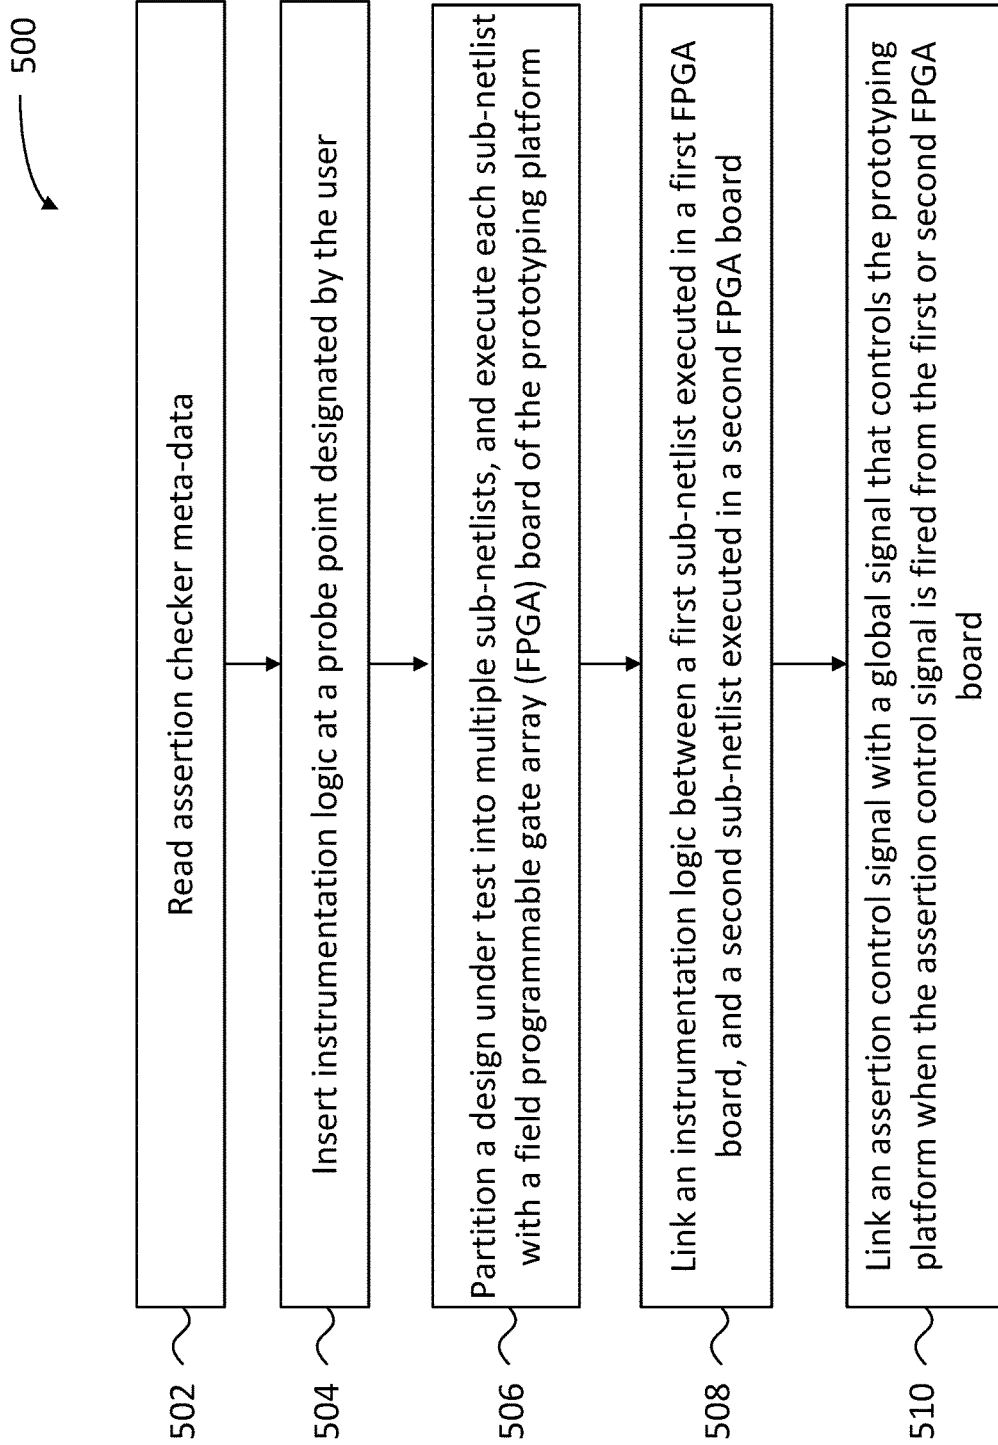 500
502
Read assertion checker meta-data
504
Insert instrumentation logic at a probe point designated by the user
506
Partition a design under test into multiple sub-netlists, and execute each sub-netlist
with a field programmable gate array (FPGA) board of the prototyping platform
508
Link an instrumentation logic between a first sub-netlist executed in a first FPGA
board, and a second sub-netlist executed in a second FPGA board
510
Link an assertion control signal with a global signal that controls the prototyping
platform when the assertion control signal is fired from the first or second FPGA
board